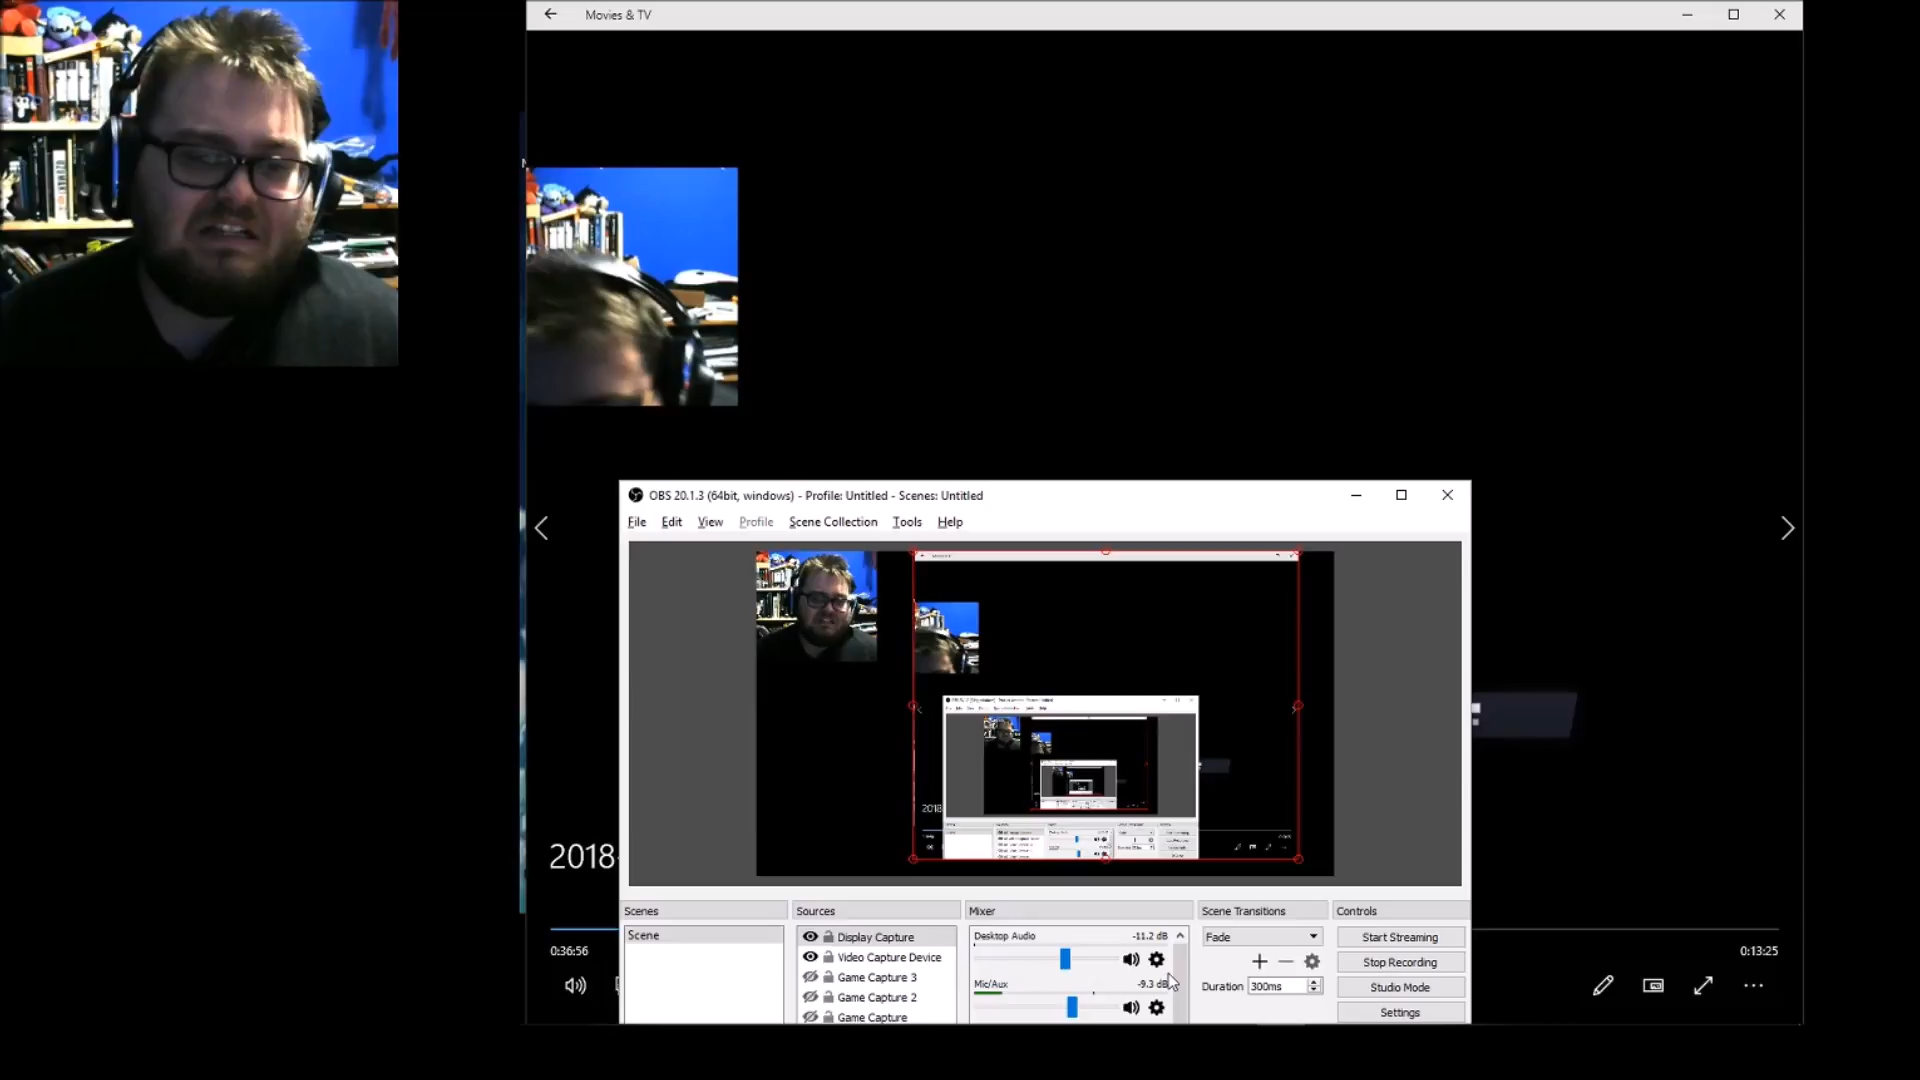 Movies & TV
OBS 20.1.3 (64bit, windows) - Profile: Untitled - Scenes: Untitled
File Edit View Profile Scene Collection Tools Help
2018
2018-
Scenes Sources Mixer Scene Transitions Controls
Scene
Display Capture
Video Capture Device
Game Capture 3
Game Capture 2
Game Capture
Desktop Audio -11.2 dB
Mic/Aux -9.3 dB
Fade
Duration 300ms
Start Streaming
Stop Recording
Studio Mode
Settings
0:36:56
0:13:25